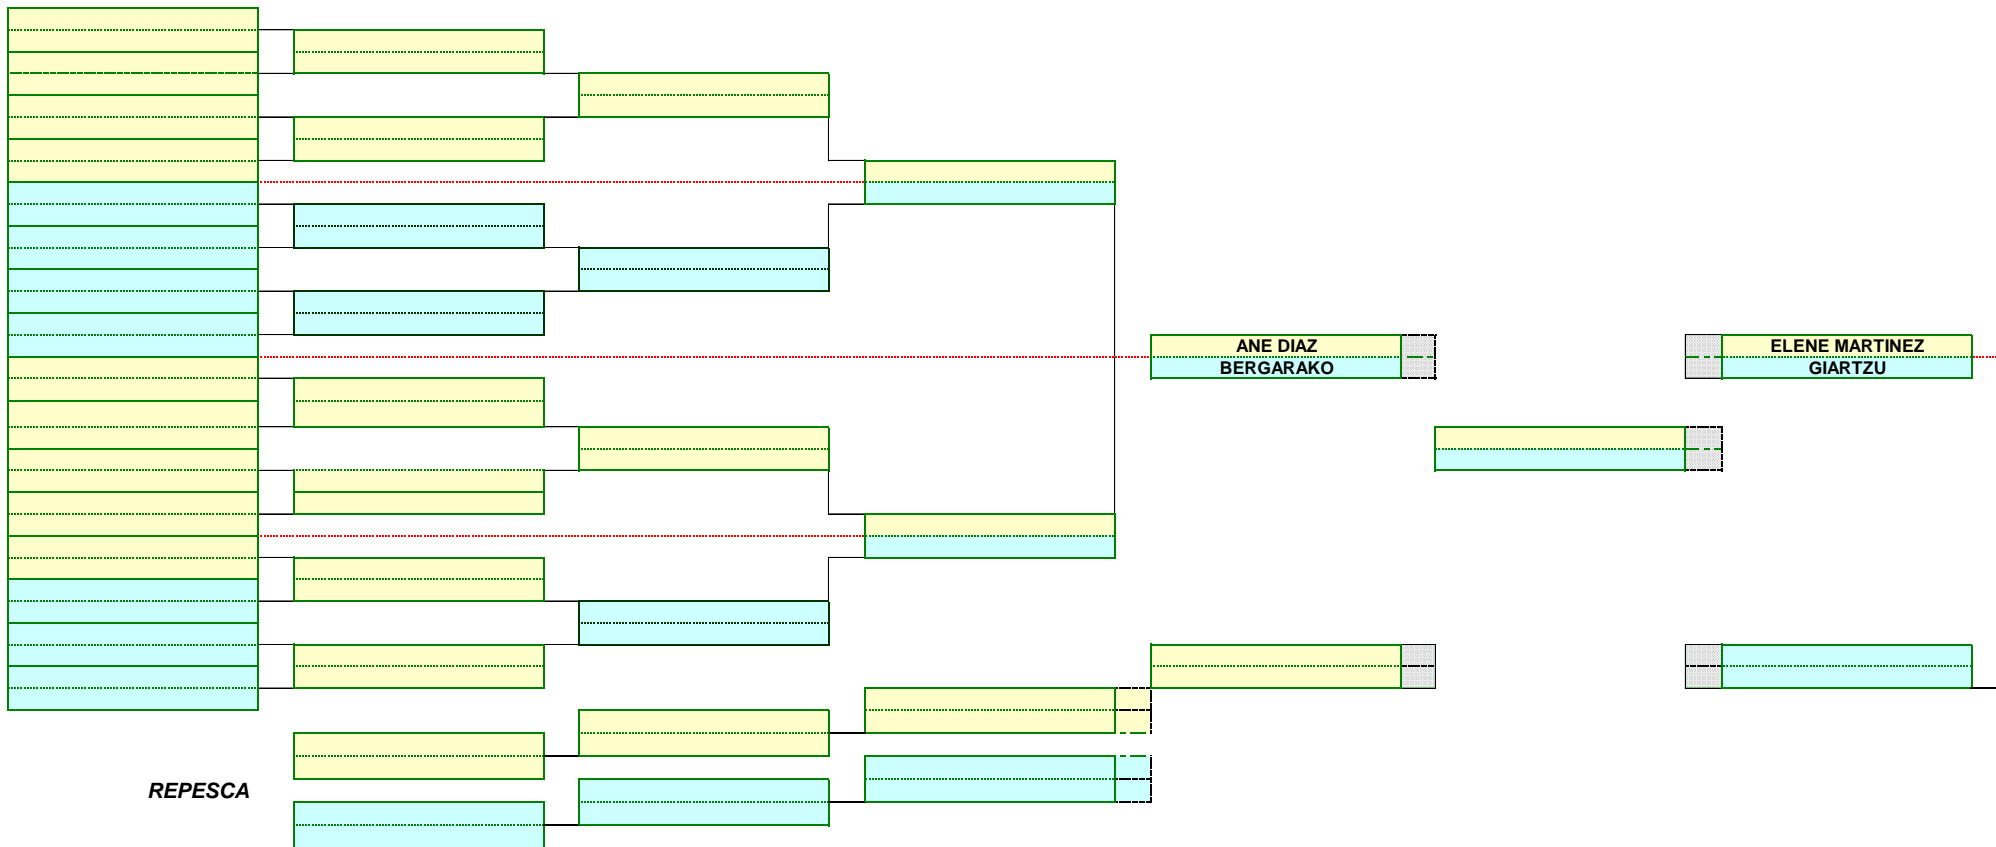 ANE DIAZ
BERGARAKO
ELENE MARTINEZ
GIARTZU
REPESCA